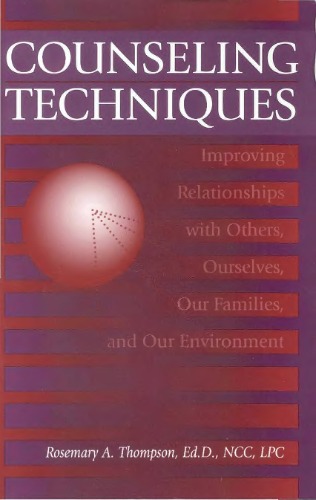 COUNSELING
TECHNIQUES
Improving
Relationships
with Others,
Ourselves,
Our Families,
and Our Environment
Rosemary A. Thompson, Ed.D., NCC, LPC